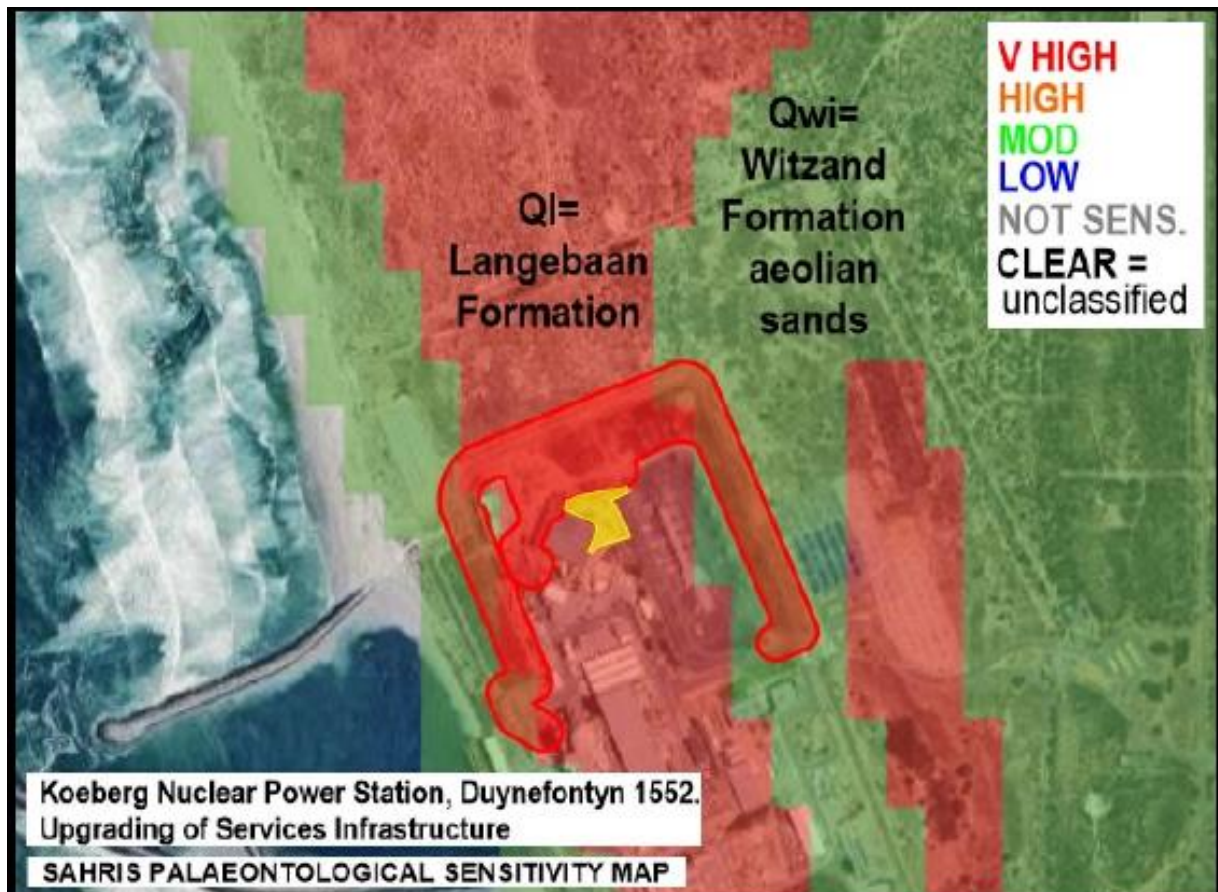 V HIGH
HIGH
MOD
LOW
NOT SENS.
CLEAR =
unclassified
Qwi=
Witzand
Formation
aeolian
sands
Ql=
Langebaan
Formation
Koeberg Nuclear Power Station, Duynefontyn 1552.
Upgrading of Services Infrastructure
SAHRIS PALAEONTOLOGICAL SENSITIVITY MAP